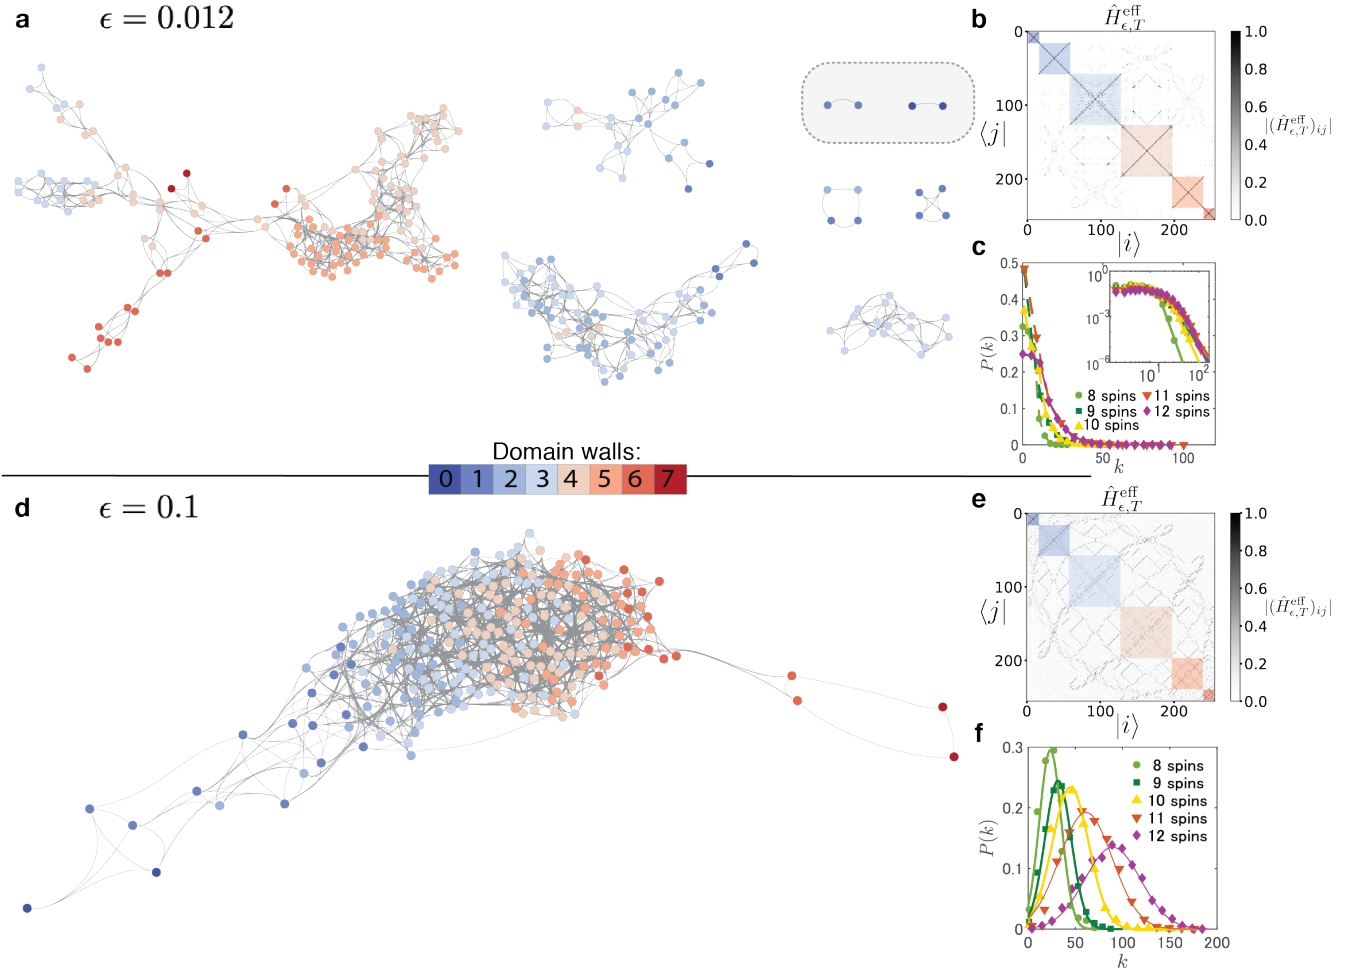 a
ϵ = 0.012
b
Ĥ^eff_ϵ,T
0
100
200
⟨j|
0
100
200
|i⟩
1.0
0.8
0.6
0.4
0.2
0.0
|(Ĥ^eff_ϵ,T)_ij|
c
0.5
0.4
0.3
0.2
0.1
0
P(k)
0
50
100
k
10^0
10^-3
10^-6
10^1
10^2
8 spins
11 spins
9 spins
12 spins
10 spins
Domain walls:
0 1 2 3 4 5 6 7
d
ϵ = 0.1
e
Ĥ^eff_ϵ,T
0
100
200
⟨j|
0
100
200
|i⟩
1.0
0.8
0.6
0.4
0.2
0.0
|(Ĥ^eff_ϵ,T)_ij|
f
0.3
0.2
0.1
0
P(k)
0
50
100
150
200
k
8 spins
9 spins
10 spins
11 spins
12 spins